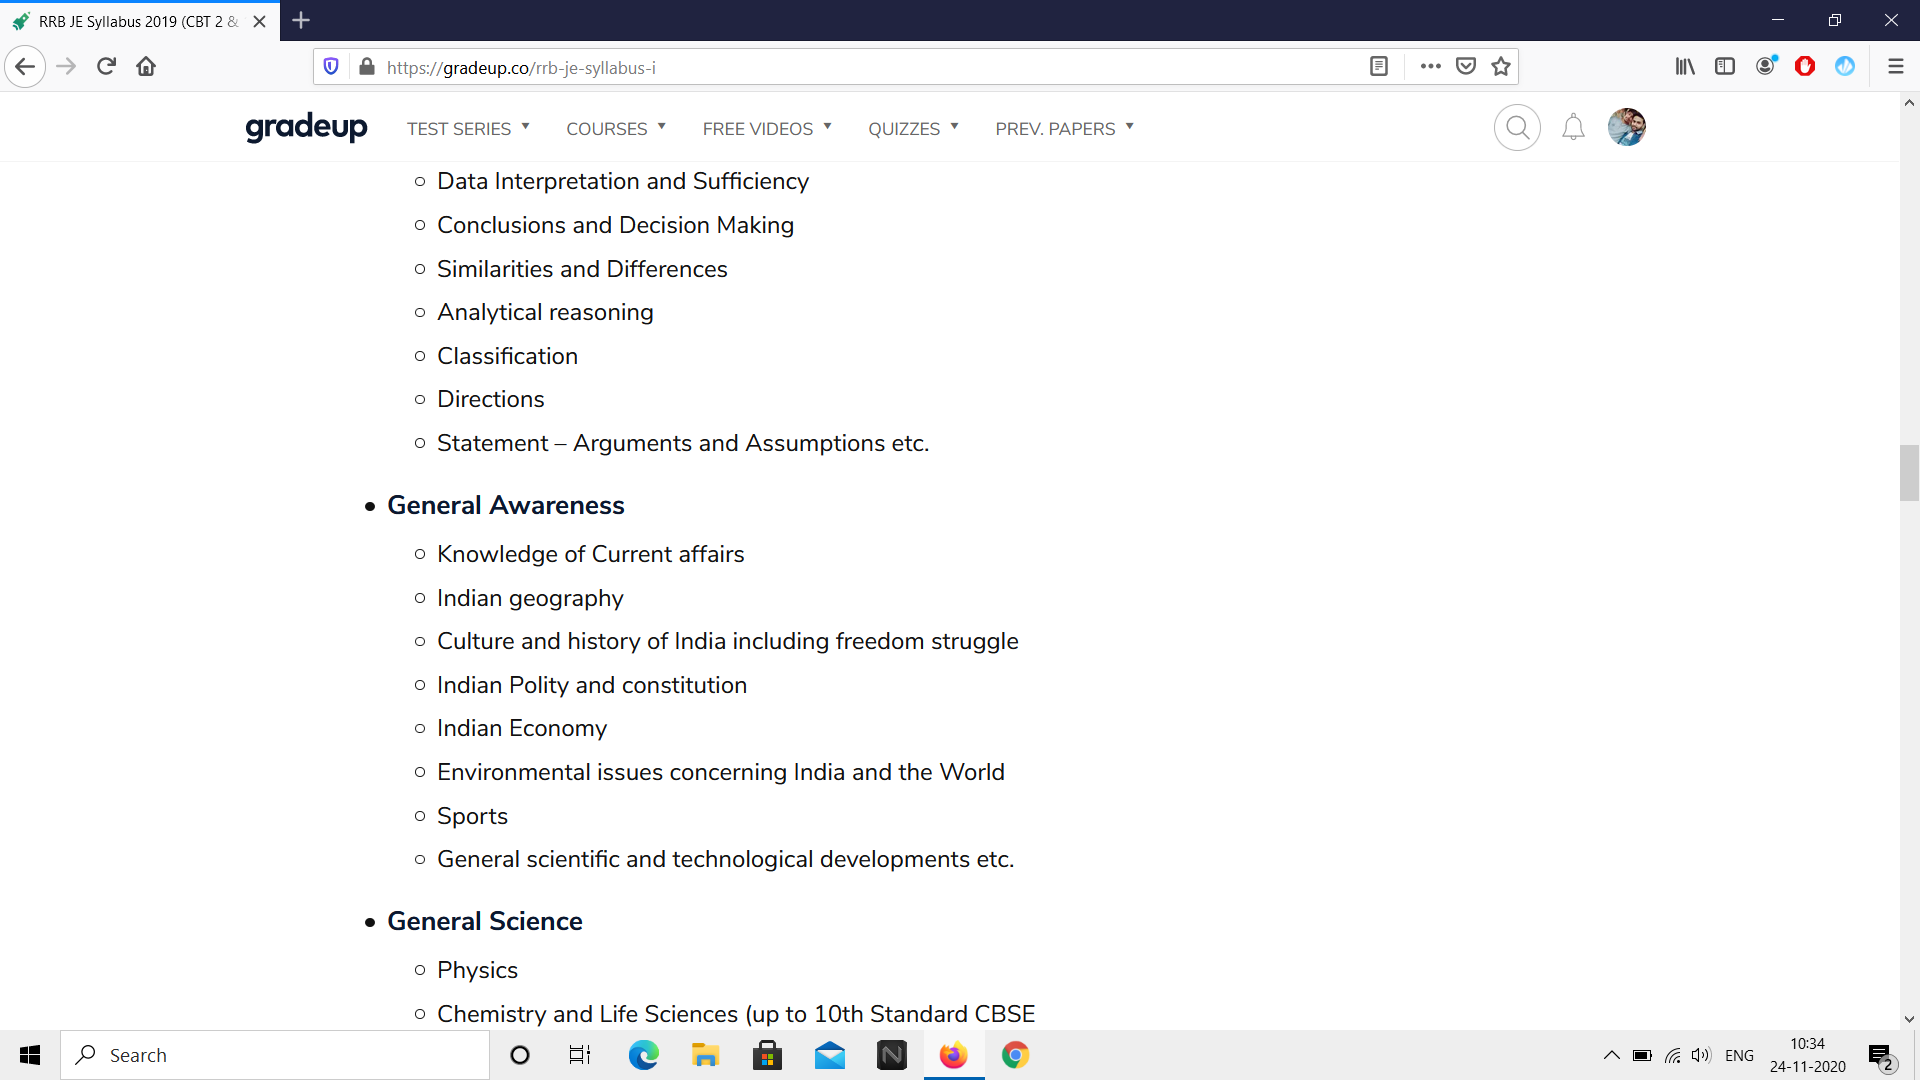 RRB JE Syllabus 2019 (CBT 2 &
https://gradeup.co/rrb-je-syllabus-i
gradeup
TEST SERIES
COURSES
FREE VIDEOS
QUIZZES
PREV. PAPERS
Data Interpretation and Sufficiency
Conclusions and Decision Making
Similarities and Differences
Analytical reasoning
Classification
Directions
Statement – Arguments and Assumptions etc.
General Awareness
Knowledge of Current affairs
Indian geography
Culture and history of India including freedom struggle
Indian Polity and constitution
Indian Economy
Environmental issues concerning India and the World
Sports
General scientific and technological developments etc.
General Science
Physics
Chemistry and Life Sciences (up to 10th Standard CBSE
Search
ENG
10:34
24-11-2020
2